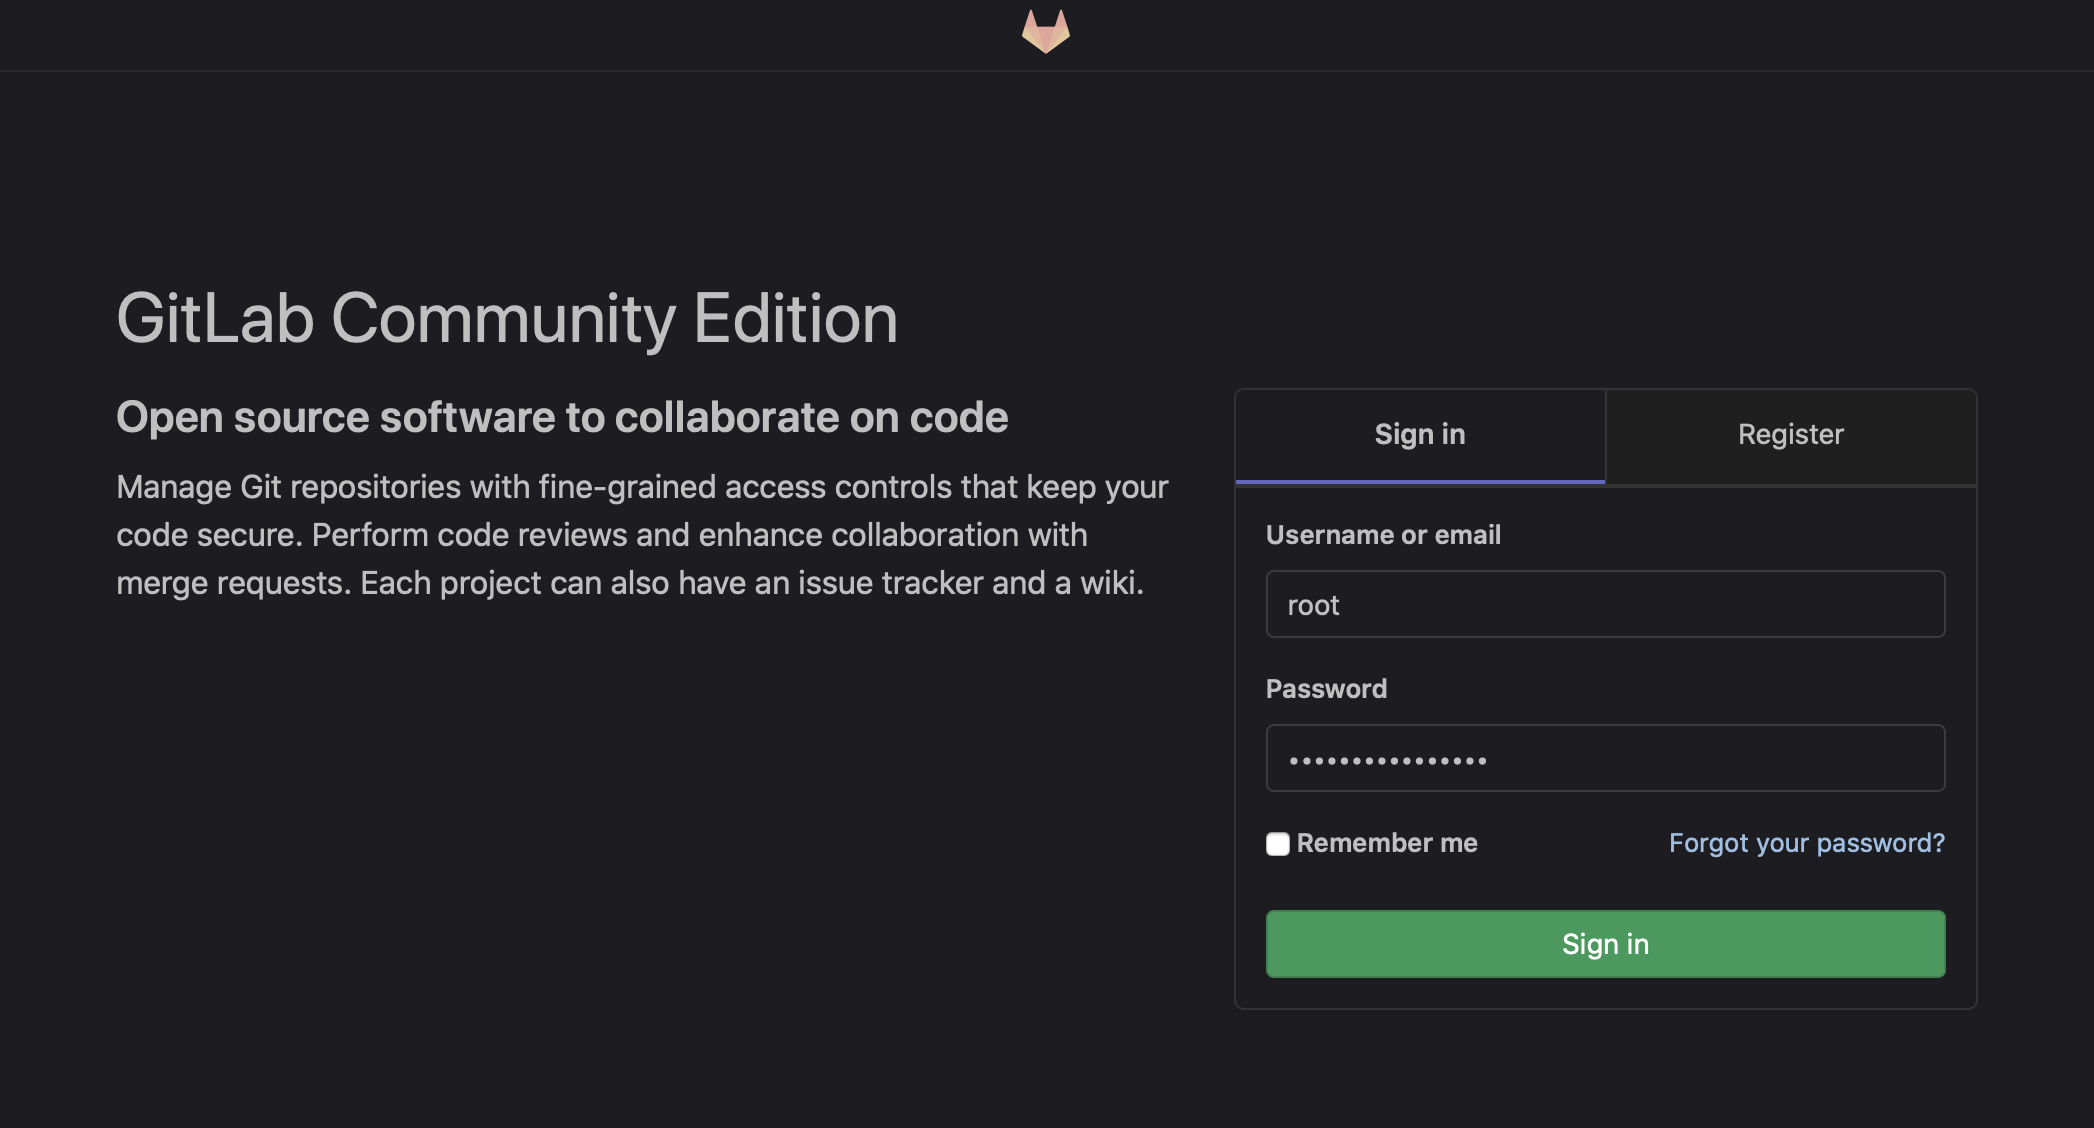 GitLab Community Edition
Open source software to collaborate on code
Manage Git repositories with fine-grained access controls that keep your
code secure. Perform code reviews and enhance collaboration with
merge requests. Each project can also have an issue tracker and a wiki.
Sign in
Register
Username or email
root
Password
••••••••••••••••
Remember me
Forgot your password?
Sign in